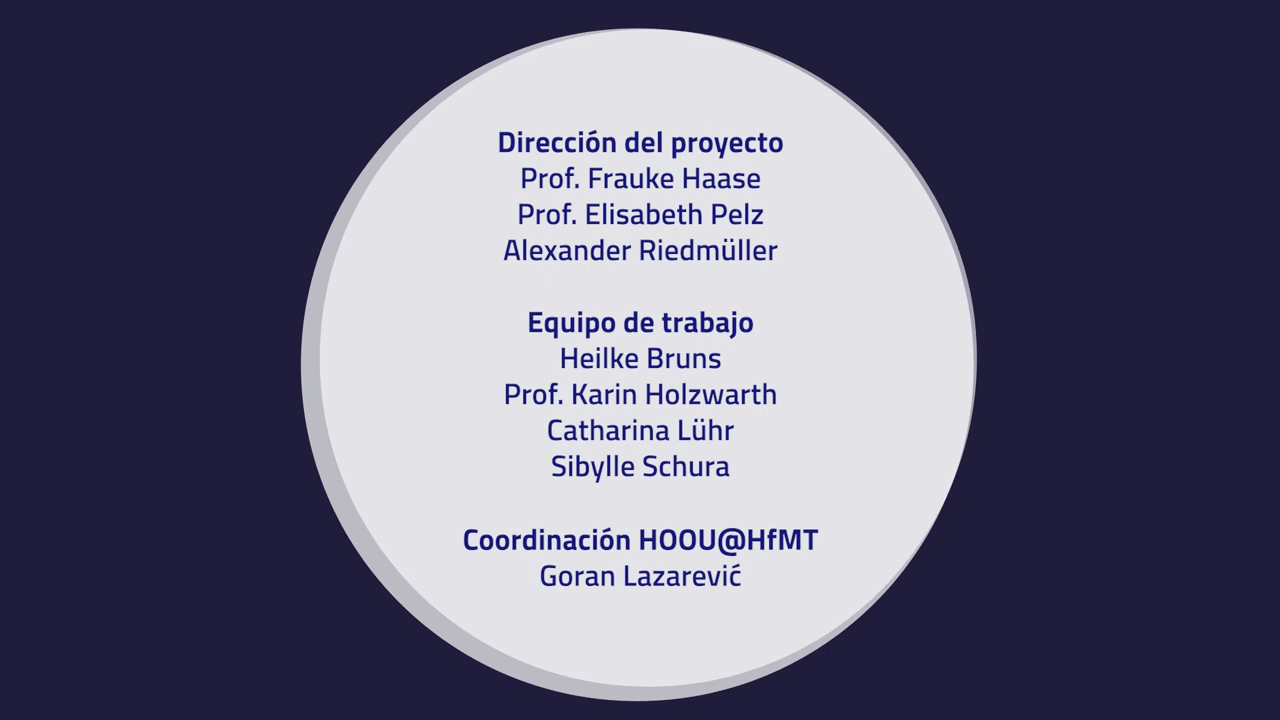 Dirección del proyecto
Prof. Frauke Haase
Prof. Elisabeth Pelz
Alexander Riedmüller
Equipo de trabajo
Heilke Bruns
Prof. Karin Holzwarth
Catharina Lühr
Sibylle Schura
Coordinación HOOU@HfMT
Goran Lazarević